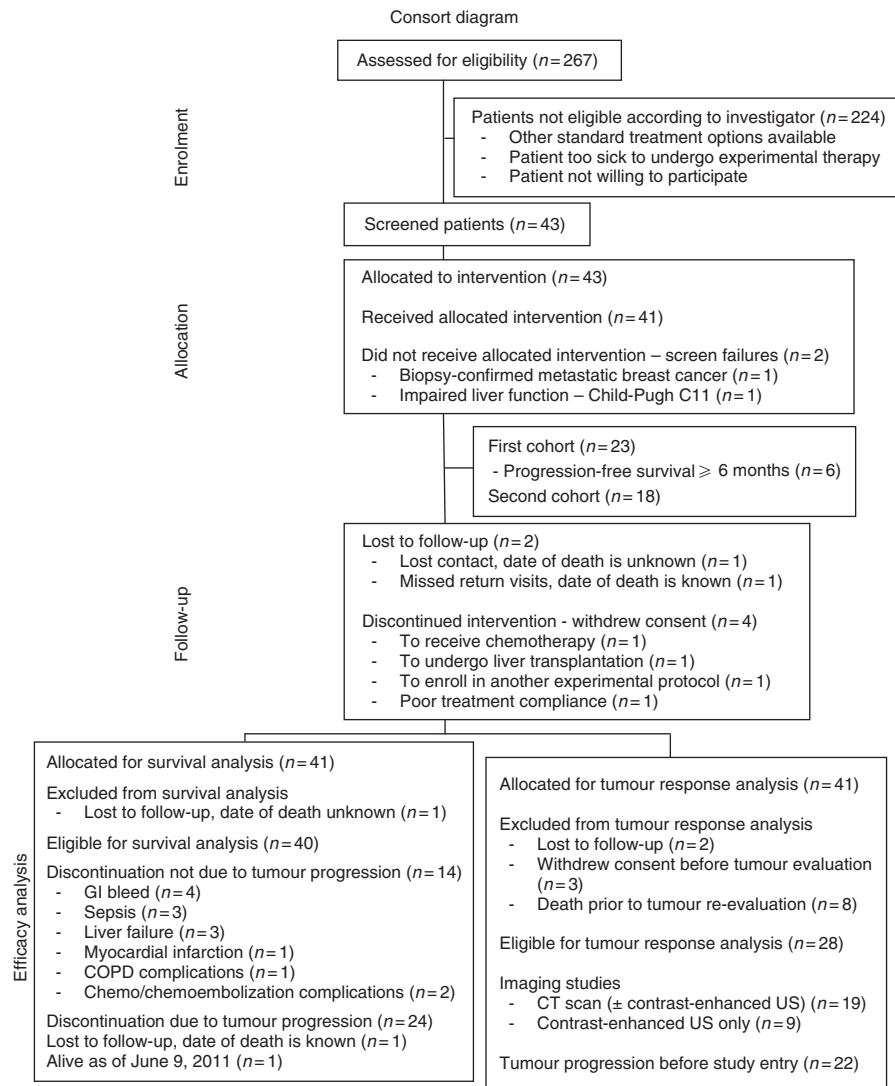 Consort diagram
Assessed for eligibility (n=267)
Enrolment
Patients not eligible according to investigator (n=224)
- Other standard treatment options available
- Patient too sick to undergo experimental therapy
- Patient not willing to participate
Screened patients (n=43)
Allocation
Allocated to intervention (n=43)
Received allocated intervention (n=41)
Did not receive allocated intervention – screen failures (n=2)
- Biopsy-confirmed metastatic breast cancer (n=1)
- Impaired liver function – Child-Pugh C11 (n=1)
First cohort (n=23)
- Progression-free survival ⩾ 6 months (n=6)
Second cohort (n=18)
Follow-up
Lost to follow-up (n=2)
- Lost contact, date of death is unknown (n=1)
- Missed return visits, date of death is known (n=1)
Discontinued intervention - withdrew consent (n=4)
- To receive chemotherapy (n=1)
- To undergo liver transplantation (n=1)
- To enroll in another experimental protocol (n=1)
- Poor treatment compliance (n=1)
Efficacy analysis
Allocated for survival analysis (n=41)
Excluded from survival analysis
- Lost to follow-up, date of death unknown (n=1)
Eligible for survival analysis (n=40)
Discontinuation not due to tumour progression (n=14)
- GI bleed (n=4)
- Sepsis (n=3)
- Liver failure (n=3)
- Myocardial infarction (n=1)
- COPD complications (n=1)
- Chemo/chemoembolization complications (n=2)
Discontinuation due to tumour progression (n=24)
Lost to follow-up, date of death is known (n=1)
Alive as of June 9, 2011 (n=1)
Allocated for tumour response analysis (n=41)
Excluded from tumour response analysis
- Lost to follow-up (n=2)
- Withdrew consent before tumour evaluation
(n=3)
- Death prior to tumour re-evaluation (n=8)
Eligible for tumour response analysis (n=28)
Imaging studies
- CT scan (± contrast-enhanced US) (n=19)
- Contrast-enhanced US only (n=9)
Tumour progression before study entry (n=22)